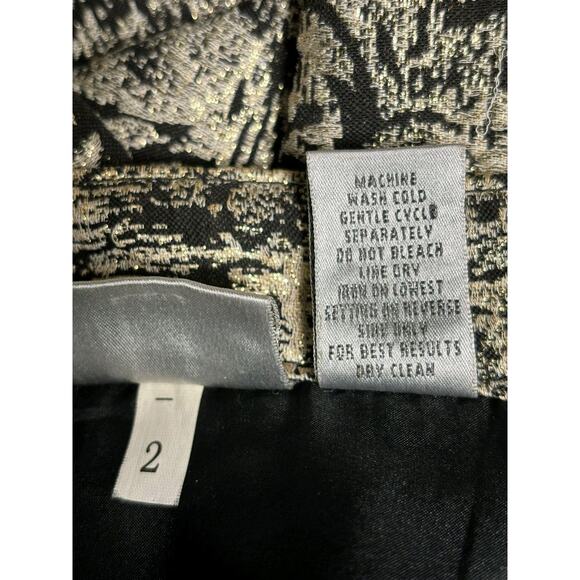 MACHINE
WASH COLD
GENTLE CYCLE
SEPARATELY
DO NOT BLEACH
LINE DRY
IRON ON LOWEST
SETTING ON REVERSE
SIDE ONLY
FOR BEST RESULTS
DRY CLEAN
2